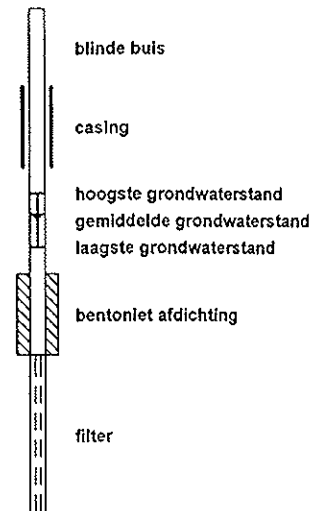 blinde buis
casing
hoogste grondwaterstand
gemiddelde grondwaterstand
laagste grondwaterstand
bentoniet afdichting
filter